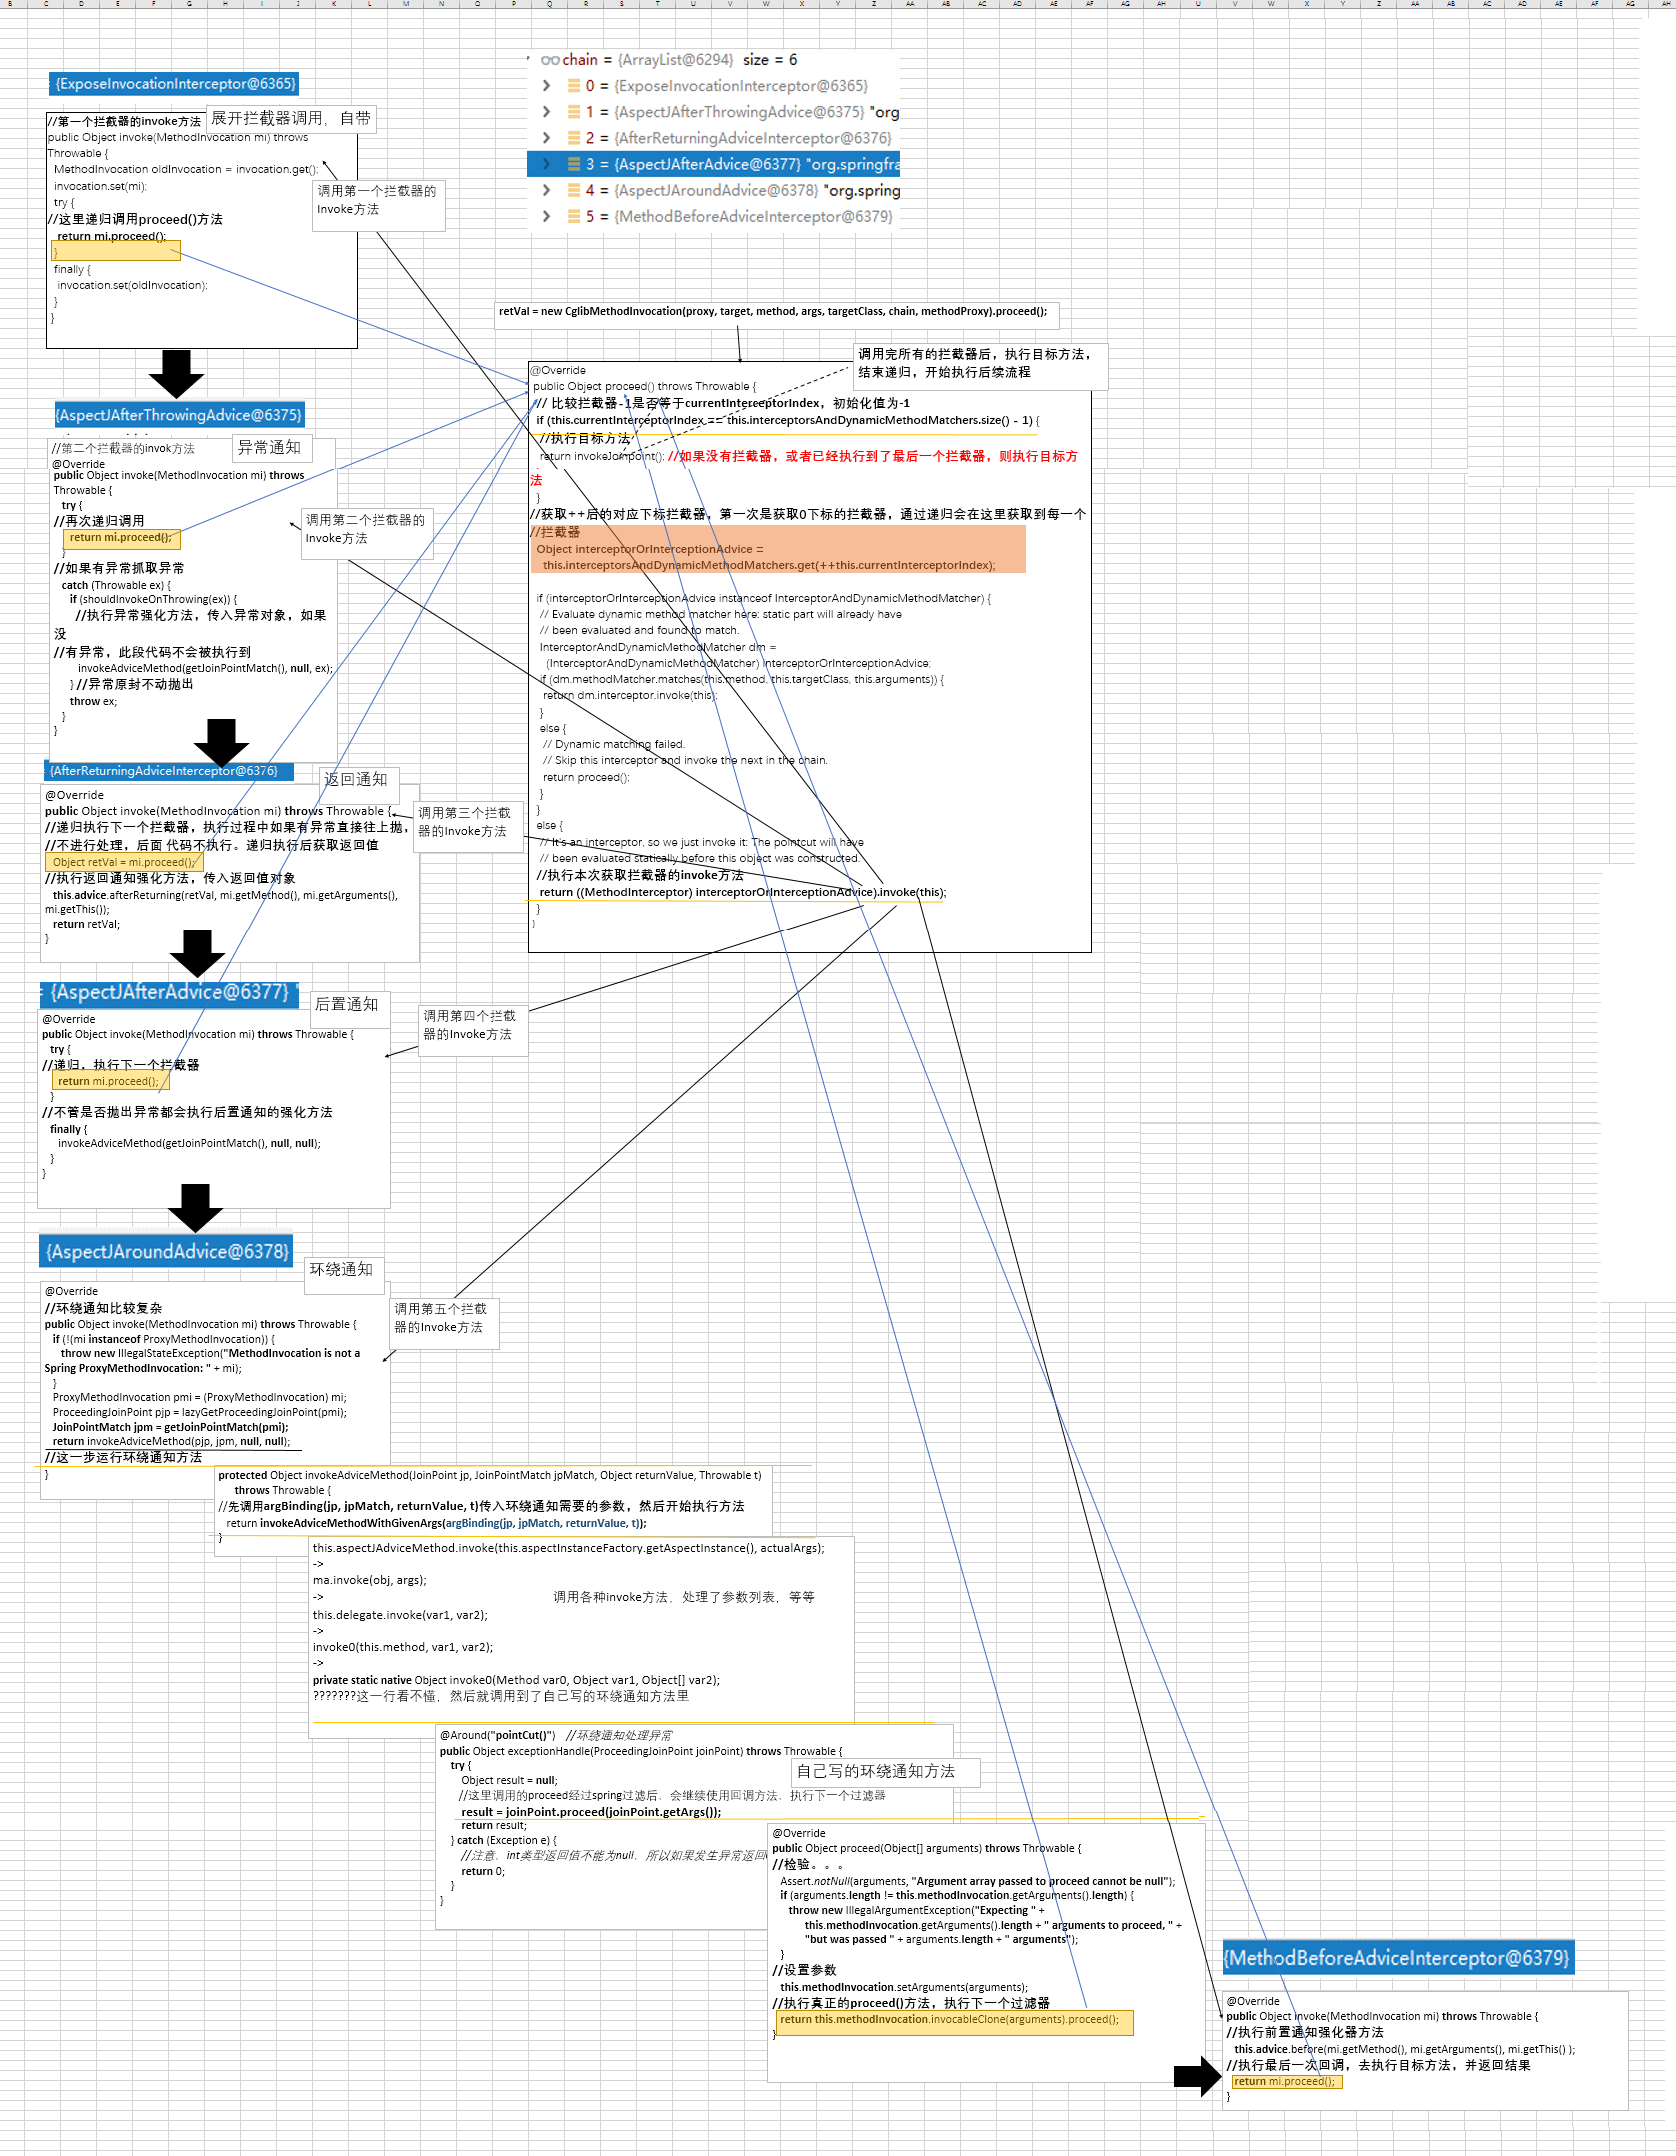 chain = {ArrayList@6294} size = 6
0 = {ExposeInvocationInterceptor@6365}
1 = {AspectJAfterThrowingAdvice@6375} "org
2 = {AfterReturningAdviceInterceptor@6376}
3 = {AspectJAfterAdvice@6377} "org.springfra
4 = {AspectJAroundAdvice@6378} "org.spring
5 = {MethodBeforeAdviceInterceptor@6379}
{ExposeInvocationInterceptor@6365}
展开拦截器调用，自带
//第一个拦截器的invoke方法
public Object invoke(MethodInvocation mi) throws
Throwable {
MethodInvocation oldInvocation = invocation.get();
invocation.set(mi);
try {
//这里递归调用proceed()方法
return mi.proceed();
}
finally {
invocation.set(oldInvocation);
}
}
调用第一个拦截器的
Invoke方法
retVal = new CglibMethodInvocation(proxy, target, method, args, targetClass, chain, methodProxy).proceed();
调用完所有的拦截器后，执行目标方法，
结束递归，开始执行后续流程
@Override
public Object proceed() throws Throwable {
// 比较拦截器-1是否等于currentInterceptorIndex，初始化值为-1
if (this.currentInterceptorIndex == this.interceptorsAndDynamicMethodMatchers.size() - 1) {
//执行目标方法
return invokeJoinpoint(); //如果没有拦截器，或者已经执行到了最后一个拦截器，则执行目标方
法
}
//获取++后的对应下标拦截器，第一次是获取0下标的拦截器，通过递归会在这里获取到每一个
//拦截器
Object interceptorOrInterceptionAdvice =
this.interceptorsAndDynamicMethodMatchers.get(++this.currentInterceptorIndex);
if (interceptorOrInterceptionAdvice instanceof InterceptorAndDynamicMethodMatcher) {
// Evaluate dynamic method matcher here: static part will already have
// been evaluated and found to match.
InterceptorAndDynamicMethodMatcher dm =
(InterceptorAndDynamicMethodMatcher) interceptorOrInterceptionAdvice;
if (dm.methodMatcher.matches(this.method, this.targetClass, this.arguments)) {
return dm.interceptor.invoke(this);
}
else {
// Dynamic matching failed.
// Skip this interceptor and invoke the next in the chain.
return proceed();
}
}
else {
// It's an interceptor, so we just invoke it: The pointcut will have
// been evaluated statically before this object was constructed.
//执行本次获取拦截器的invoke方法
return ((MethodInterceptor) interceptorOrInterceptionAdvice).invoke(this);
}
}
{AspectJAfterThrowingAdvice@6375}
异常通知
//第二个拦截器的invok方法
@Override
public Object invoke(MethodInvocation mi) throws
Throwable {
try {
//再次递归调用
return mi.proceed();
}
//如果有异常抓取异常
catch (Throwable ex) {
if (shouldInvokeOnThrowing(ex)) {
//执行异常强化方法，传入异常对象，如果
没
//有异常，此段代码不会被执行到
invokeAdviceMethod(getJoinPointMatch(), null, ex);
} //异常原封不动抛出
throw ex;
}
}
调用第二个拦截器的
Invoke方法
{AfterReturningAdviceInterceptor@6376}
返回通知
@Override
public Object invoke(MethodInvocation mi) throws Throwable {
//递归执行下一个拦截器，执行过程中如果有异常直接往上抛，
//不进行处理，后面 代码不执行。递归执行后获取返回值
Object retVal = mi.proceed();
//执行返回通知强化方法，传入返回值对象
this.advice.afterReturning(retVal, mi.getMethod(), mi.getArguments(),
mi.getThis());
return retVal;
}
调用第三个拦截
器的Invoke方法
= {AspectJAfterAdvice@6377} "
后置通知
@Override
public Object invoke(MethodInvocation mi) throws Throwable {
try {
//递归，执行下一个拦截器
return mi.proceed();
}
//不管是否抛出异常都会执行后置通知的强化方法
finally {
invokeAdviceMethod(getJoinPointMatch(), null, null);
}
}
调用第四个拦截
器的Invoke方法
{AspectJAroundAdvice@6378}
环绕通知
@Override
//环绕通知比较复杂
public Object invoke(MethodInvocation mi) throws Throwable {
if (!(mi instanceof ProxyMethodInvocation)) {
throw new IllegalStateException("MethodInvocation is not a
Spring ProxyMethodInvocation: " + mi);
}
ProxyMethodInvocation pmi = (ProxyMethodInvocation) mi;
ProceedingJoinPoint pjp = lazyGetProceedingJoinPoint(pmi);
JoinPointMatch jpm = getJoinPointMatch(pmi);
return invokeAdviceMethod(pjp, jpm, null, null);
//这一步运行环绕通知方法
}
调用第五个拦截
器的Invoke方法
protected Object invokeAdviceMethod(JoinPoint jp, JoinPointMatch jpMatch, Object returnValue, Throwable t)
throws Throwable {
//先调用argBinding(jp, jpMatch, returnValue, t)传入环绕通知需要的参数，然后开始执行方法
return invokeAdviceMethodWithGivenArgs(argBinding(jp, jpMatch, returnValue, t));
}
this.aspectJAdviceMethod.invoke(this.aspectInstanceFactory.getAspectInstance(), actualArgs);
->
ma.invoke(obj, args);
-> 调用各种invoke方法，处理了参数列表，等等
this.delegate.invoke(var1, var2);
->
invoke0(this.method, var1, var2);
->
private static native Object invoke0(Method var0, Object var1, Object[] var2);
???????这一行看不懂，然后就调用到了自己写的环绕通知方法里
@Around("pointCut()") //环绕通知处理异常
public Object exceptionHandle(ProceedingJoinPoint joinPoint) throws Throwable {
try {
Object result = null;
//这里调用的proceed经过spring过滤后，会继续使用回调方法，执行下一个过滤器
result = joinPoint.proceed(joinPoint.getArgs());
return result;
} catch (Exception e) {
//注意，int类型返回值不能为null，所以如果发生异常返回
return 0;
}
}
自己写的环绕通知方法
@Override
public Object proceed(Object[] arguments) throws Throwable {
//检验。。。
Assert.notNull(arguments, "Argument array passed to proceed cannot be null");
if (arguments.length != this.methodInvocation.getArguments().length) {
throw new IllegalArgumentException("Expecting " +
this.methodInvocation.getArguments().length + " arguments to proceed, " +
"but was passed " + arguments.length + " arguments");
}
//设置参数
this.methodInvocation.setArguments(arguments);
//执行真正的proceed()方法，执行下一个过滤器
return this.methodInvocation.invocableClone(arguments).proceed();
}
{MethodBeforeAdviceInterceptor@6379}
@Override
public Object invoke(MethodInvocation mi) throws Throwable {
//执行前置通知强化器方法
this.advice.before(mi.getMethod(), mi.getArguments(), mi.getThis() );
//执行最后一次回调，去执行目标方法，并返回结果
return mi.proceed();
}